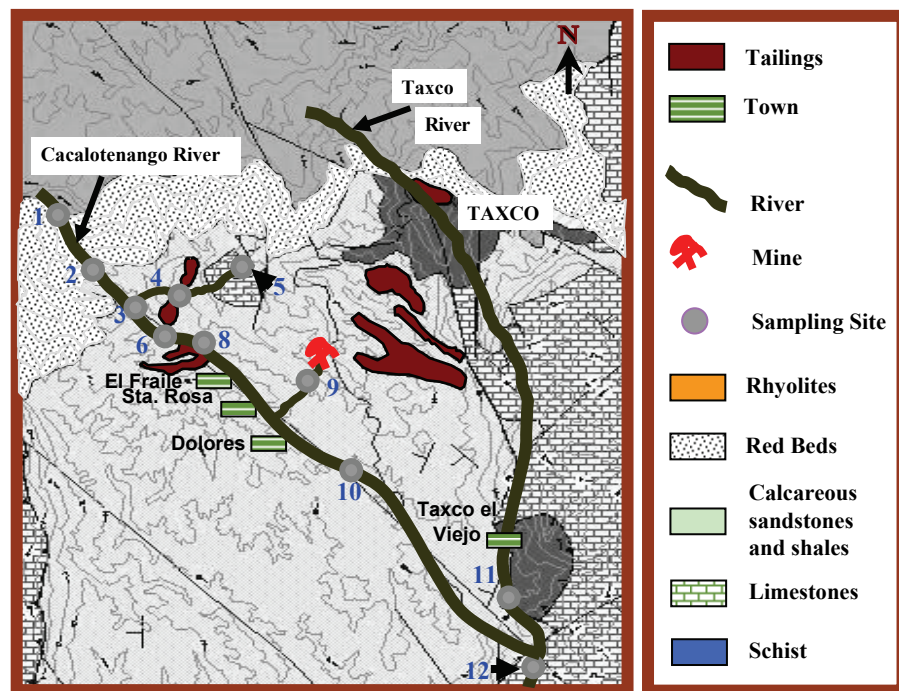 N
Taxco
River
Cacalotenango River
TAXCO
1
2
3
4
5
6
8
El Fraile
Sta. Rosa
9
Dolores
10
Taxco el
Viejo
11
12
Tailings
Town
River
Mine
Sampling Site
Rhyolites
Red Beds
Calcareous
sandstones
and shales
Limestones
Schist